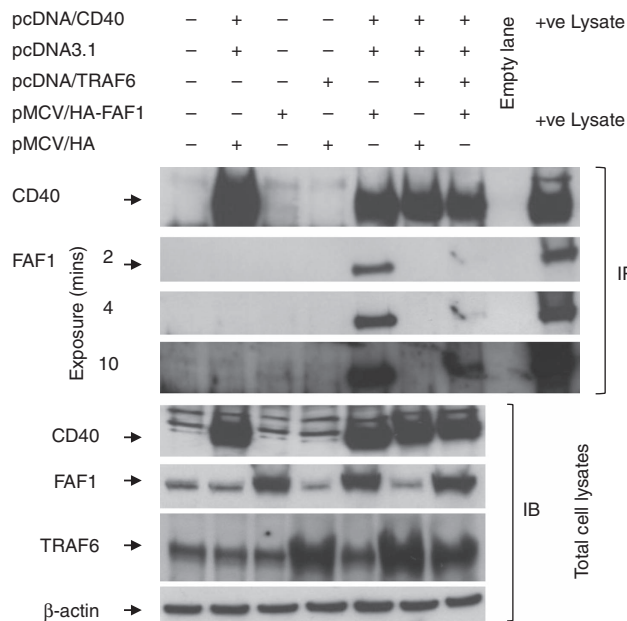 pcDNA/CD40 – + – – + + + Empty lane +ve Lysate
pcDNA3.1 – + – – + + +
pcDNA/TRAF6 – – – + – + +
pMCV/HA-FAF1 – – + – + – + +ve Lysate
pMCV/HA – + – + – + –
CD40
FAF1 2
4
10
Exposure (mins)
CD40
FAF1
TRAF6
β-actin
IB
Total cell lysates